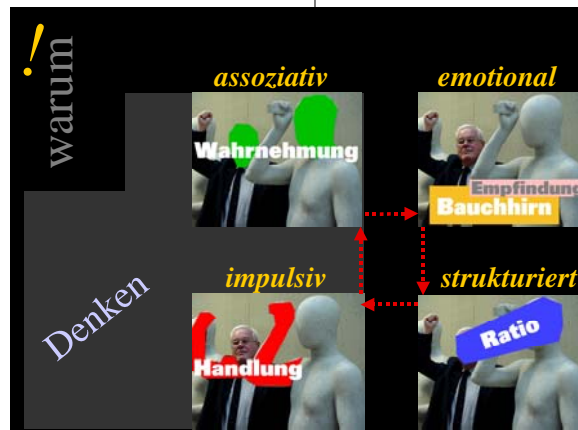 !
warum
assoziativ
emotional
Wahrnehmung
Empfindung
Bauchhirn
impulsiv
strukturiert
Denken
Handlung
Ratio